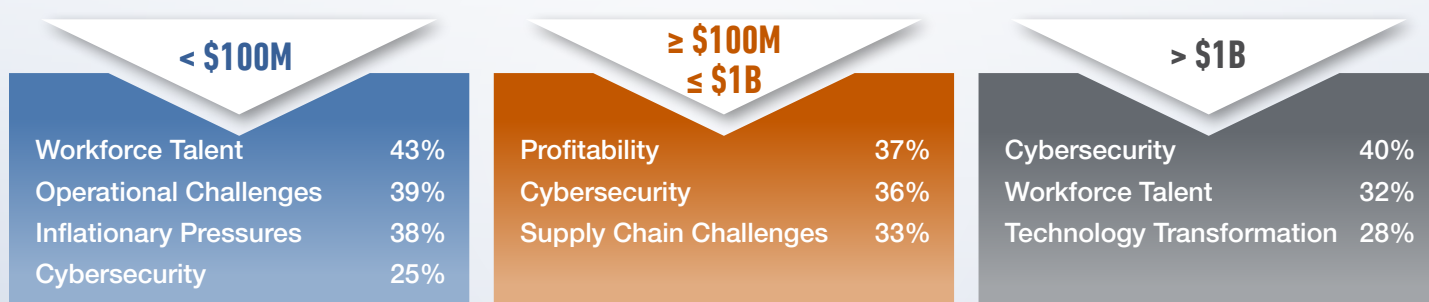 < $100M
Workforce Talent 43%
Operational Challenges 39%
Inflationary Pressures 38%
Cybersecurity 25%
≥ $100M
≤ $1B
Profitability 37%
Cybersecurity 36%
Supply Chain Challenges 33%
> $1B
Cybersecurity 40%
Workforce Talent 32%
Technology Transformation 28%